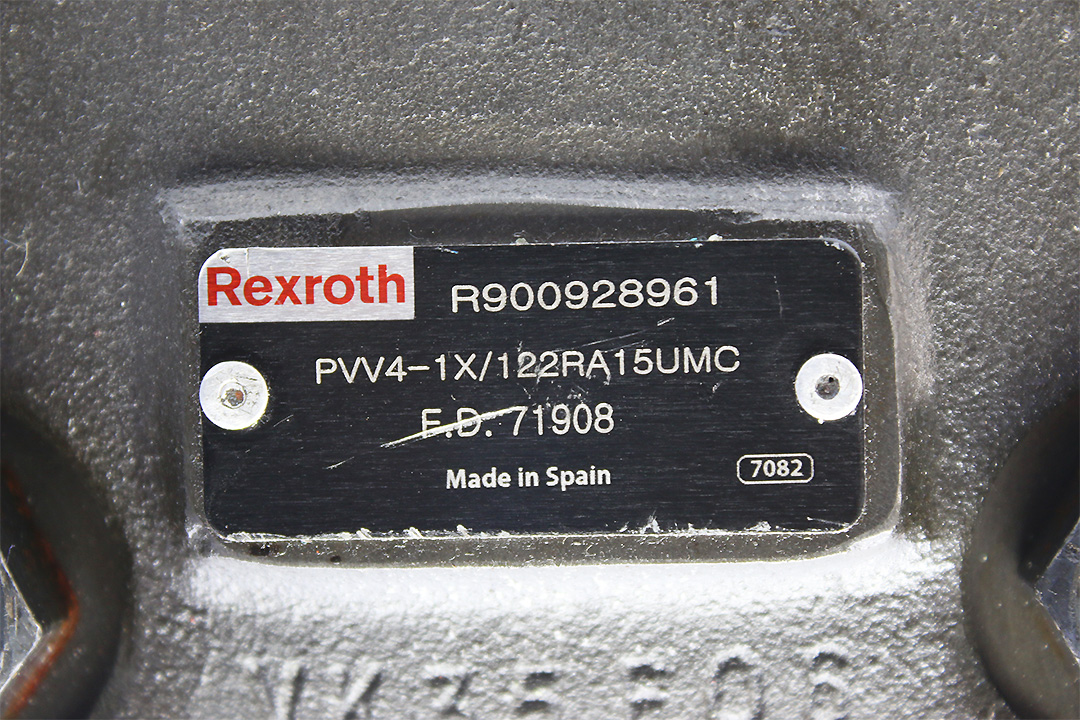 Rexroth R900928961
PVV4-1X/122RA15UMC
F.D. 71908
Made in Spain
7082